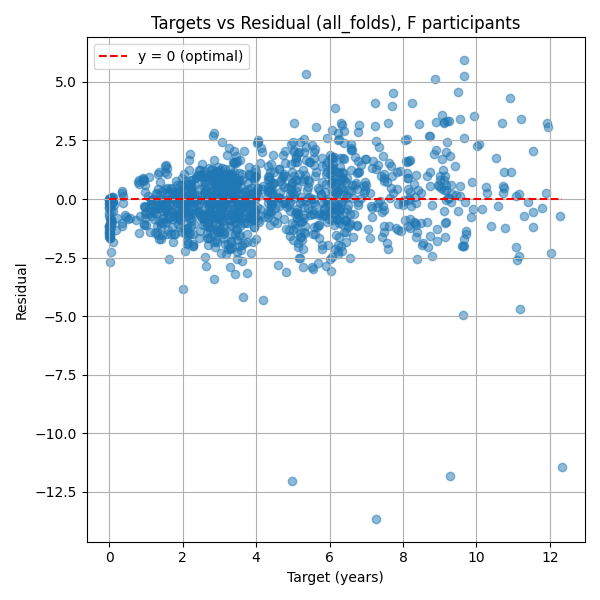 Targets vs Residual (all_folds), F participants
y = 0 (optimal)
5.0
2.5
0.0
−2.5
−5.0
−7.5
−10.0
−12.5
Residual
0 2 4 6 8 10 12
Target (years)